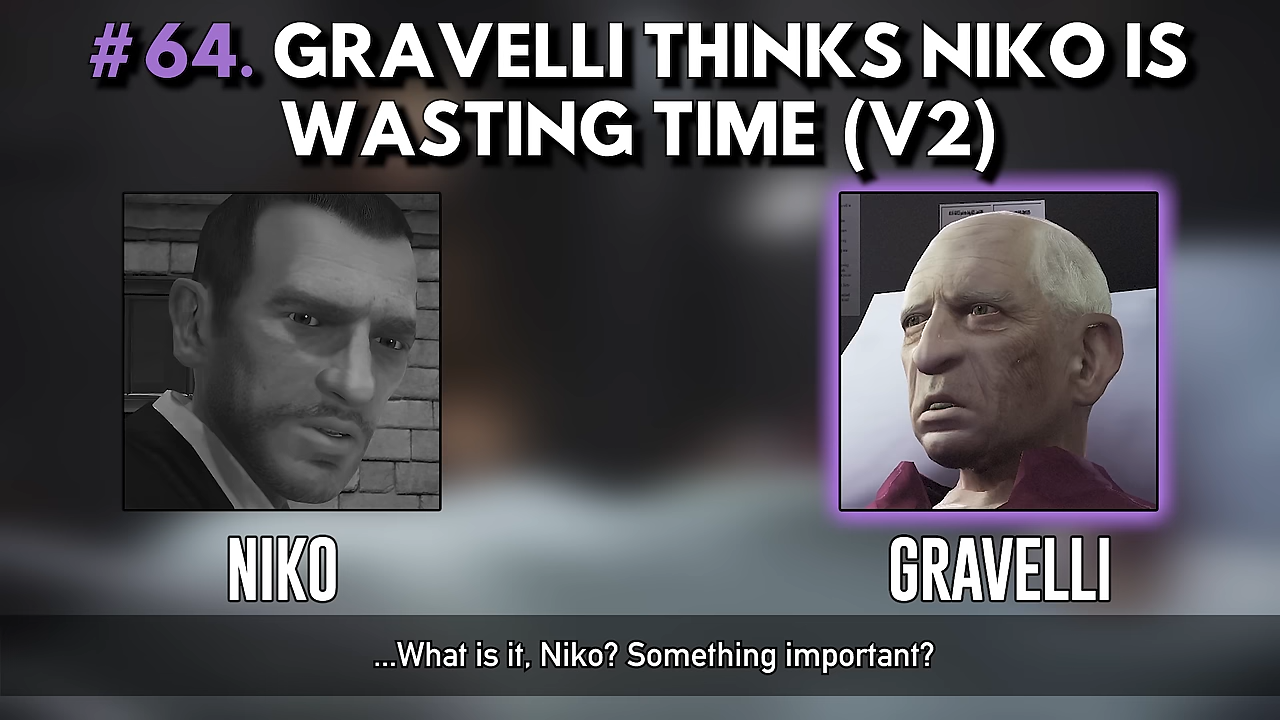 #64. GRAVELLI THINKS NIKO IS
WASTING TIME (V2)
NIKO
GRAVELLI
...What is it, Niko? Something important?